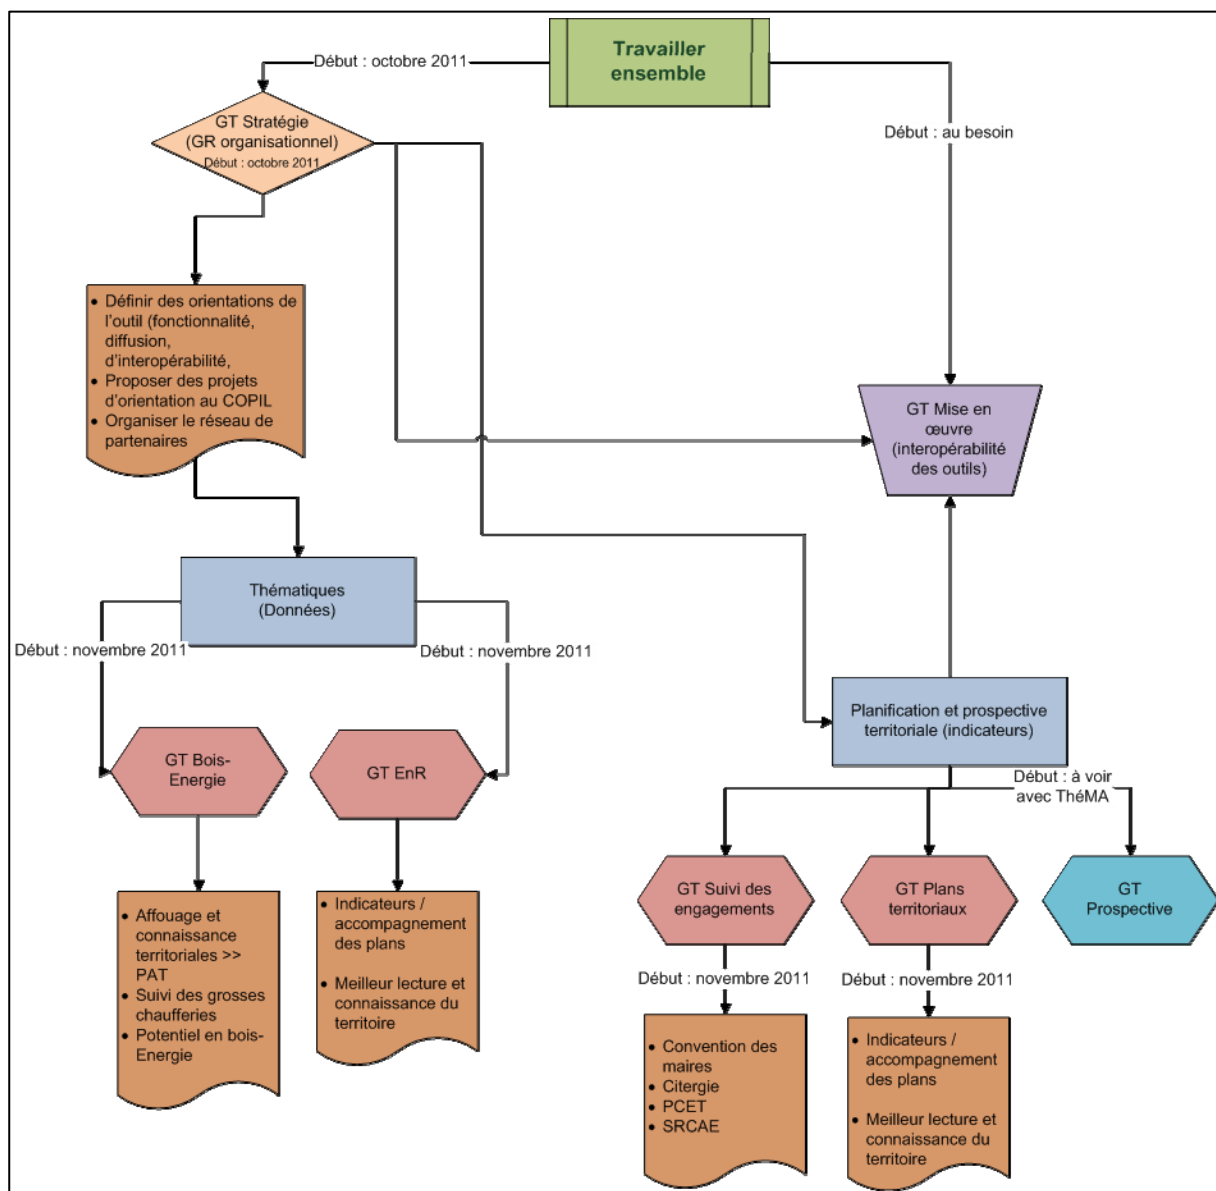 Travailler
ensemble
Début : octobre 2011
Début : au besoin
GT Stratégie
(GR organisationnel)
Début : octobre 2011
• Définir des orientations de
l'outil (fonctionnalité,
diffusion,
d'interopérabilité,
• Proposer des projets
d'orientation au COPIL
• Organiser le réseau de
partenaires
GT Mise en
œuvre
(interopérabilité
des outils)
Thématiques
(Données)
Début : novembre 2011
Début : novembre 2011
Planification et prospective
territoriale (indicateurs)
GT Bois-
Energie
GT EnR
Début : à voir
avec ThéMA
GT Suivi des
engagements
GT Plans
territoriaux
GT
Prospective
• Affouage et
connaissance
territoriales >>
PAT
• Suivi des grosses
chaufferies
• Potentiel en bois-
Energie
• Indicateurs /
accompagnement
des plans
• Meilleur lecture et
connaissance du
territoire
Début : novembre 2011
Début : novembre 2011
• Convention des
maires
• Citergie
• PCET
• SRCAE
• Indicateurs /
accompagnement
des plans
• Meilleur lecture et
connaissance du
territoire